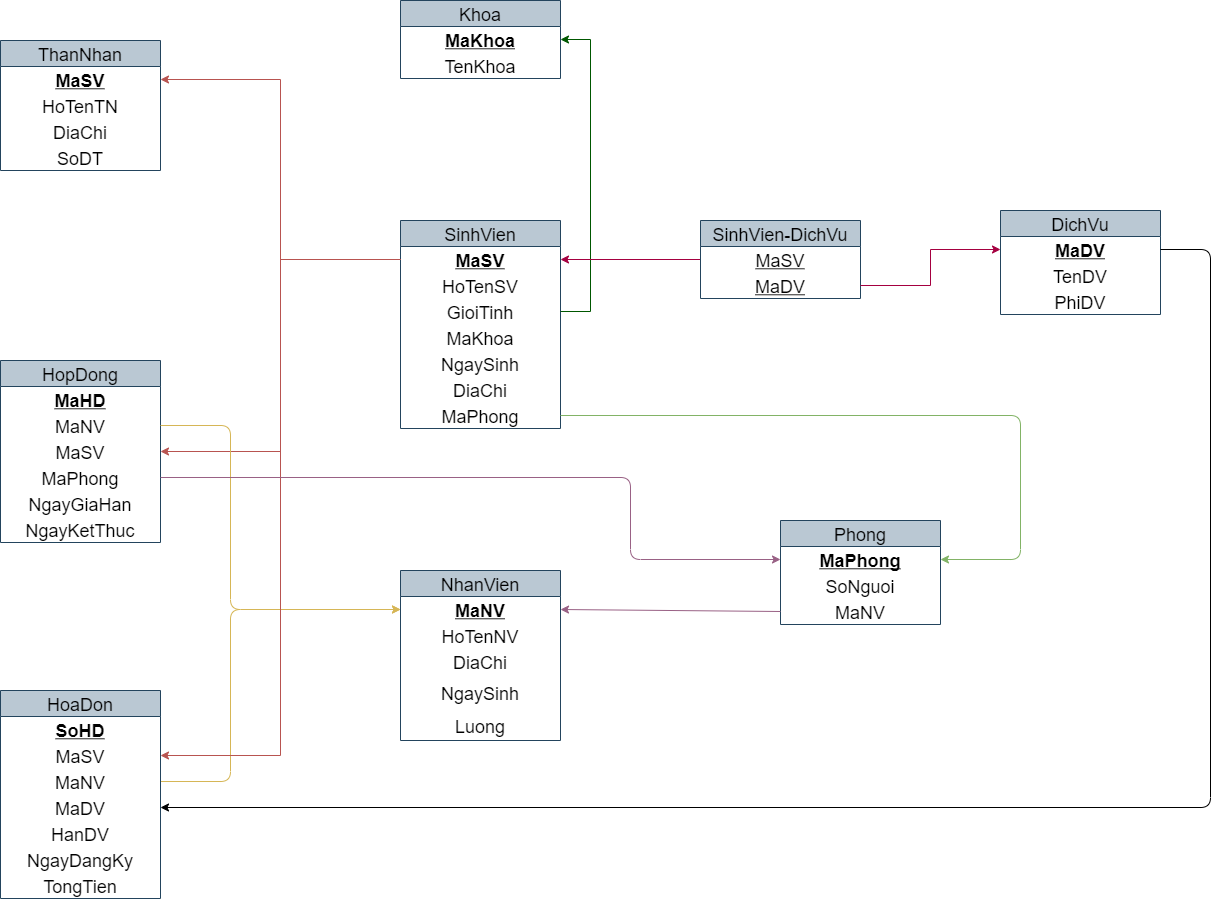 Khoa
MaKhoa
TenKhoa
ThanNhan
MaSV
HoTenTN
DiaChi
SoDT
SinhVien
MaSV
HoTenSV
GioiTinh
MaKhoa
NgaySinh
DiaChi
MaPhong
SinhVien-DichVu
MaSV
MaDV
DichVu
MaDV
TenDV
PhiDV
HopDong
MaHD
MaNV
MaSV
MaPhong
NgayGiaHan
NgayKetThuc
NhanVien
MaNV
HoTenNV
DiaChi
NgaySinh
Luong
Phong
MaPhong
SoNguoi
MaNV
HoaDon
SoHD
MaSV
MaNV
MaDV
HanDV
NgayDangKy
TongTien